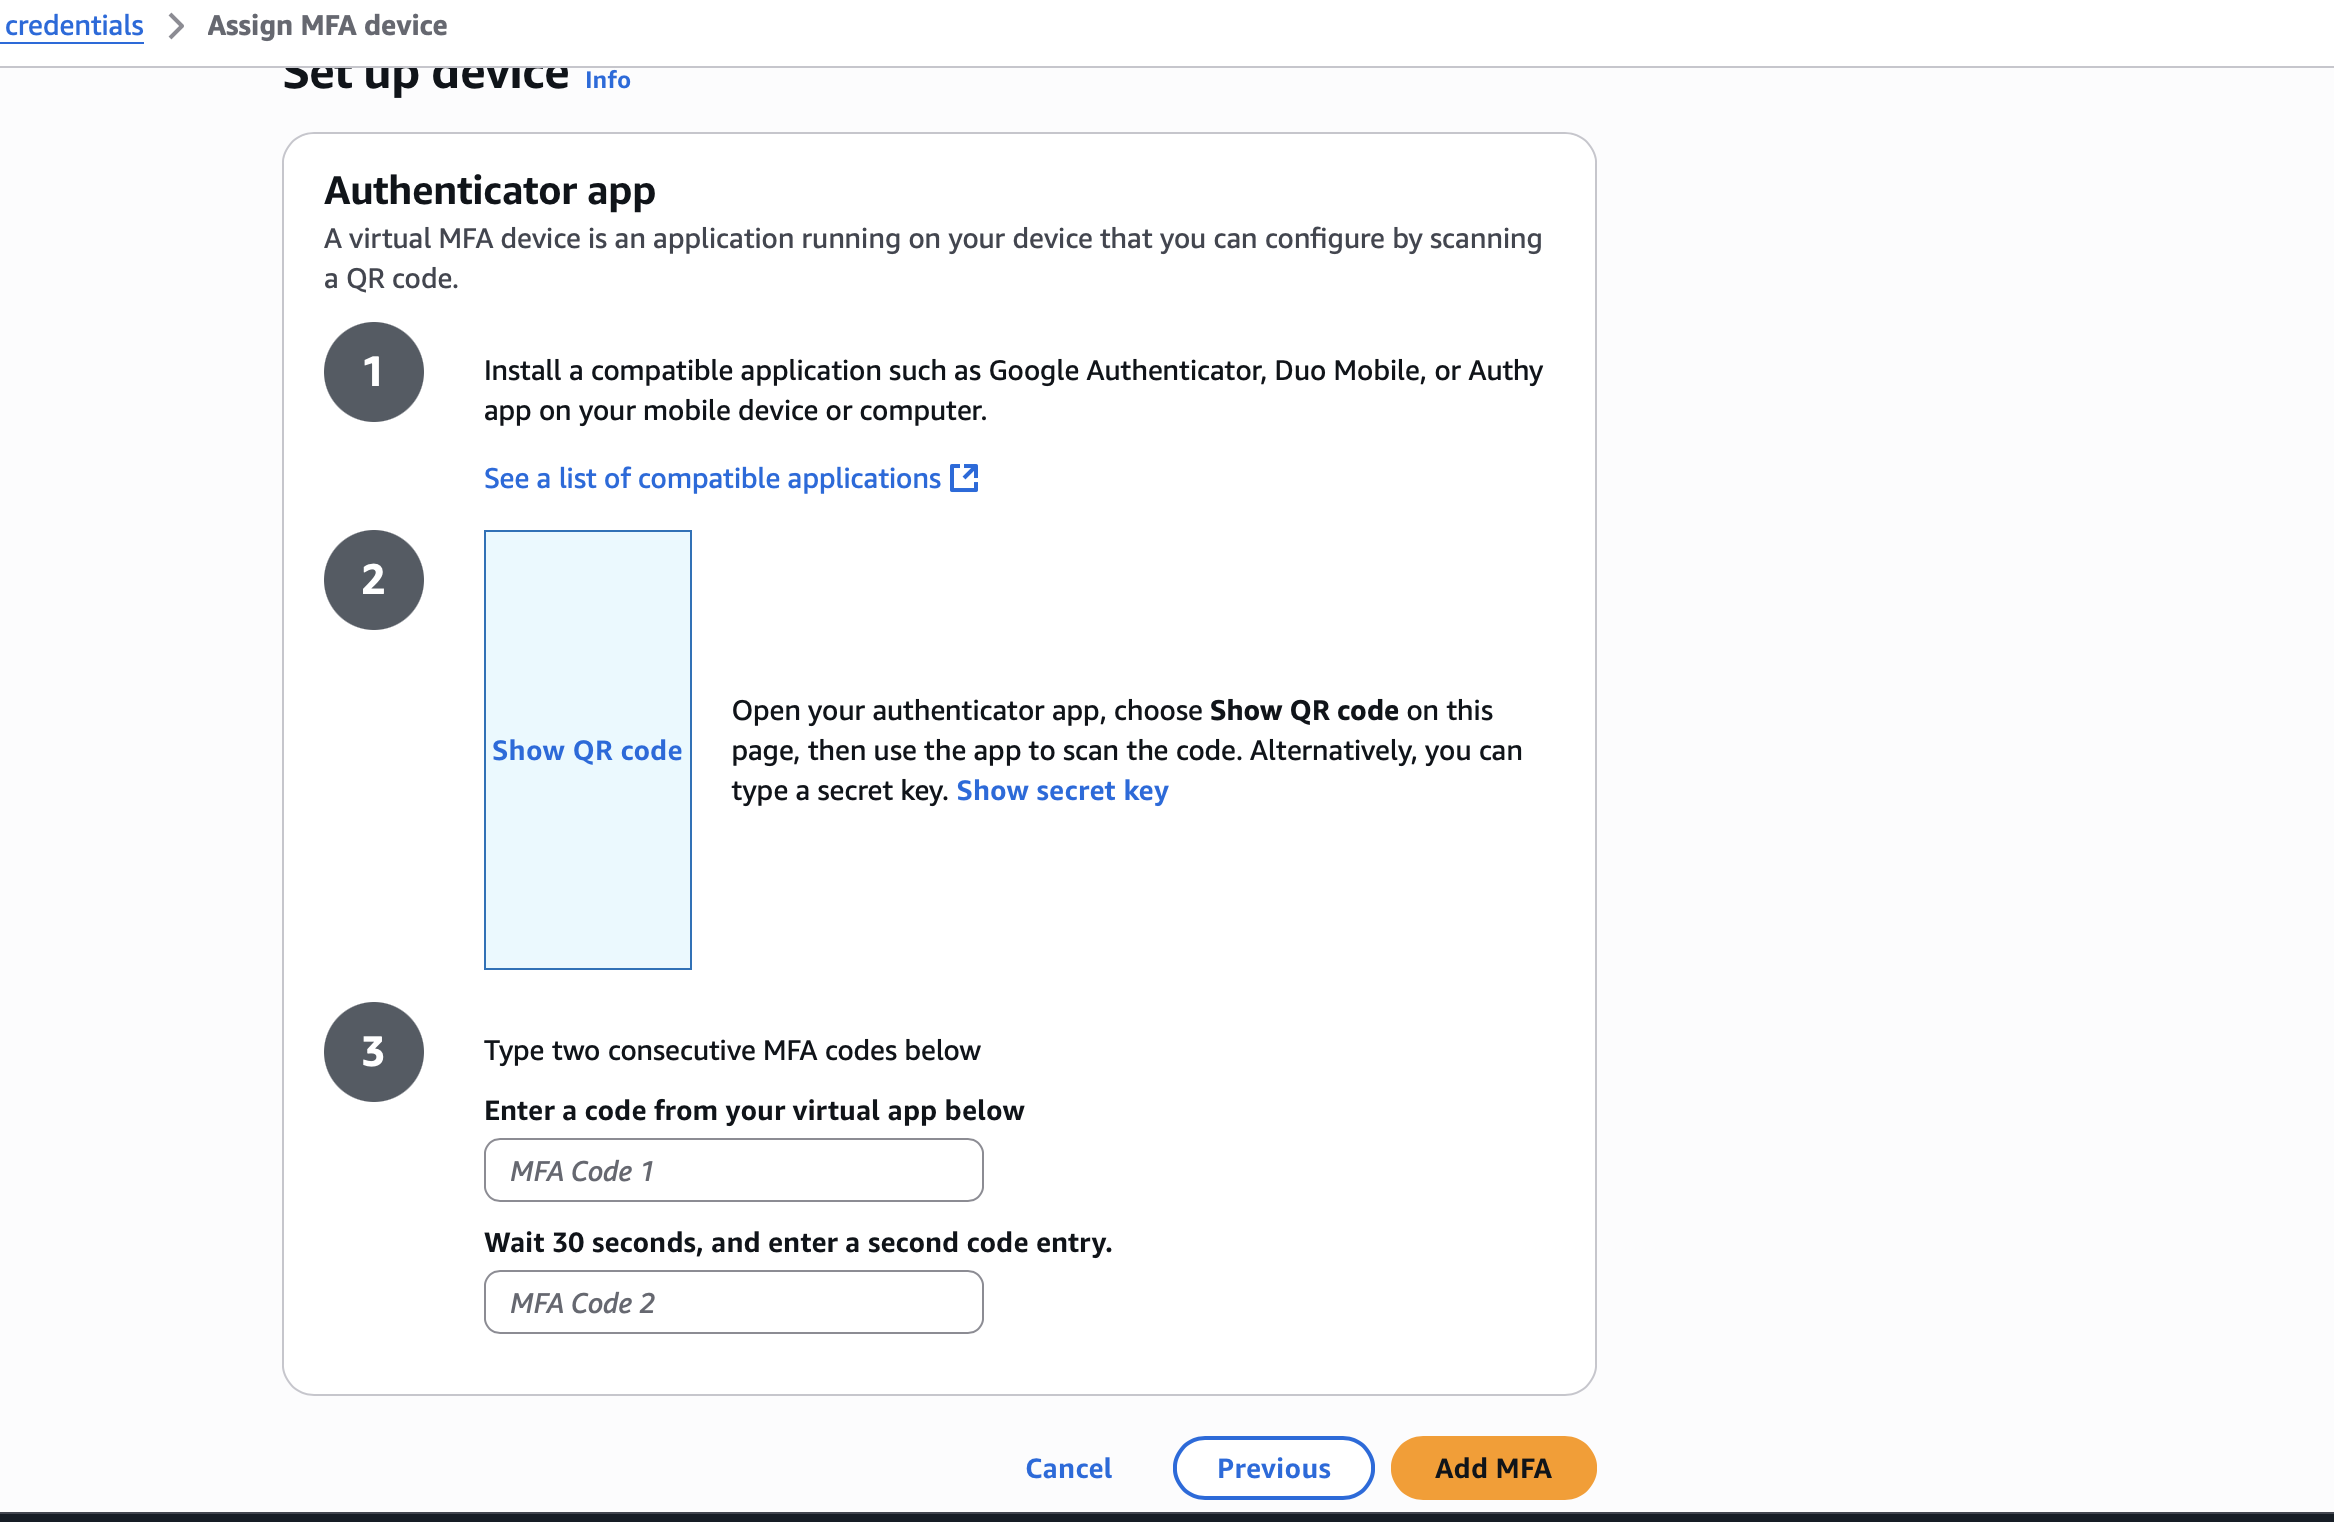 credentials > Assign MFA device
Set up device Info
Authenticator app
A virtual MFA device is an application running on your device that you can configure by scanning
a QR code.
1
Install a compatible application such as Google Authenticator, Duo Mobile, or Authy
app on your mobile device or computer.
See a list of compatible applications
2
Show QR code
Open your authenticator app, choose Show QR code on this
page, then use the app to scan the code. Alternatively, you can
type a secret key. Show secret key
3
Type two consecutive MFA codes below
Enter a code from your virtual app below
MFA Code 1
Wait 30 seconds, and enter a second code entry.
MFA Code 2
Cancel
Previous
Add MFA